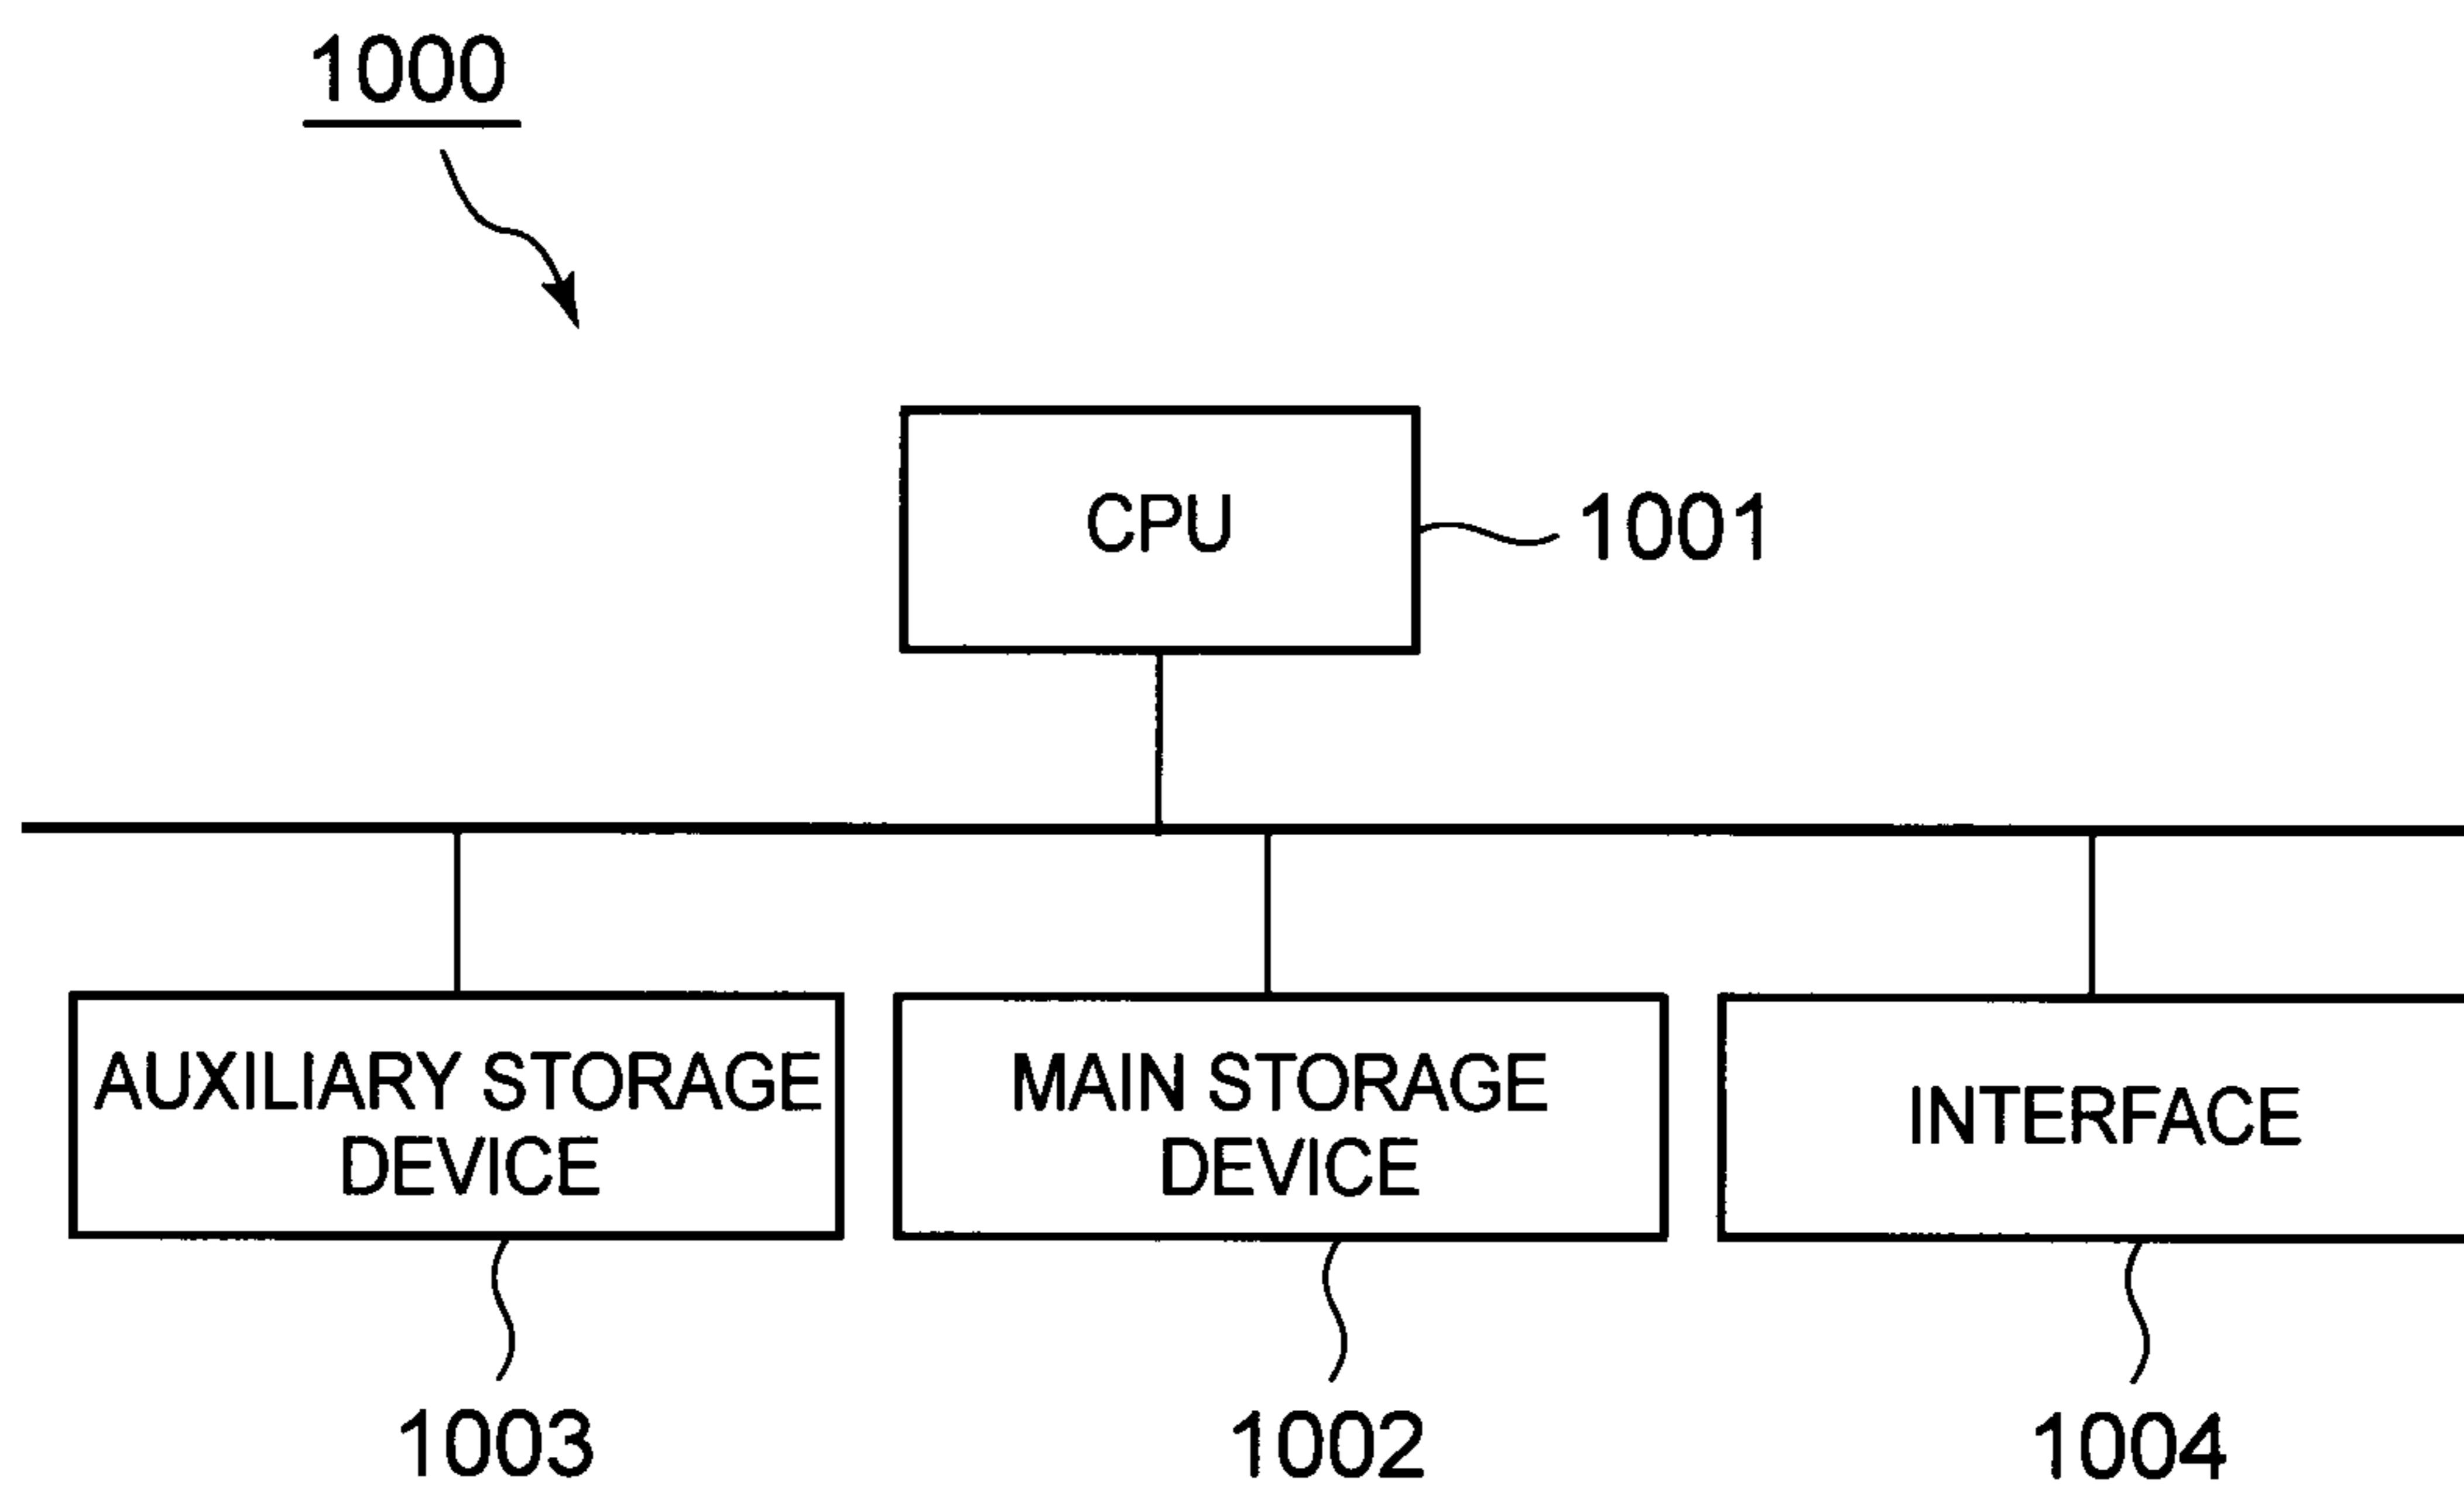 1000
CPU
1001
AUXILIARY STORAGE
DEVICE
MAIN STORAGE
DEVICE
INTERFACE
1003
1002
1004